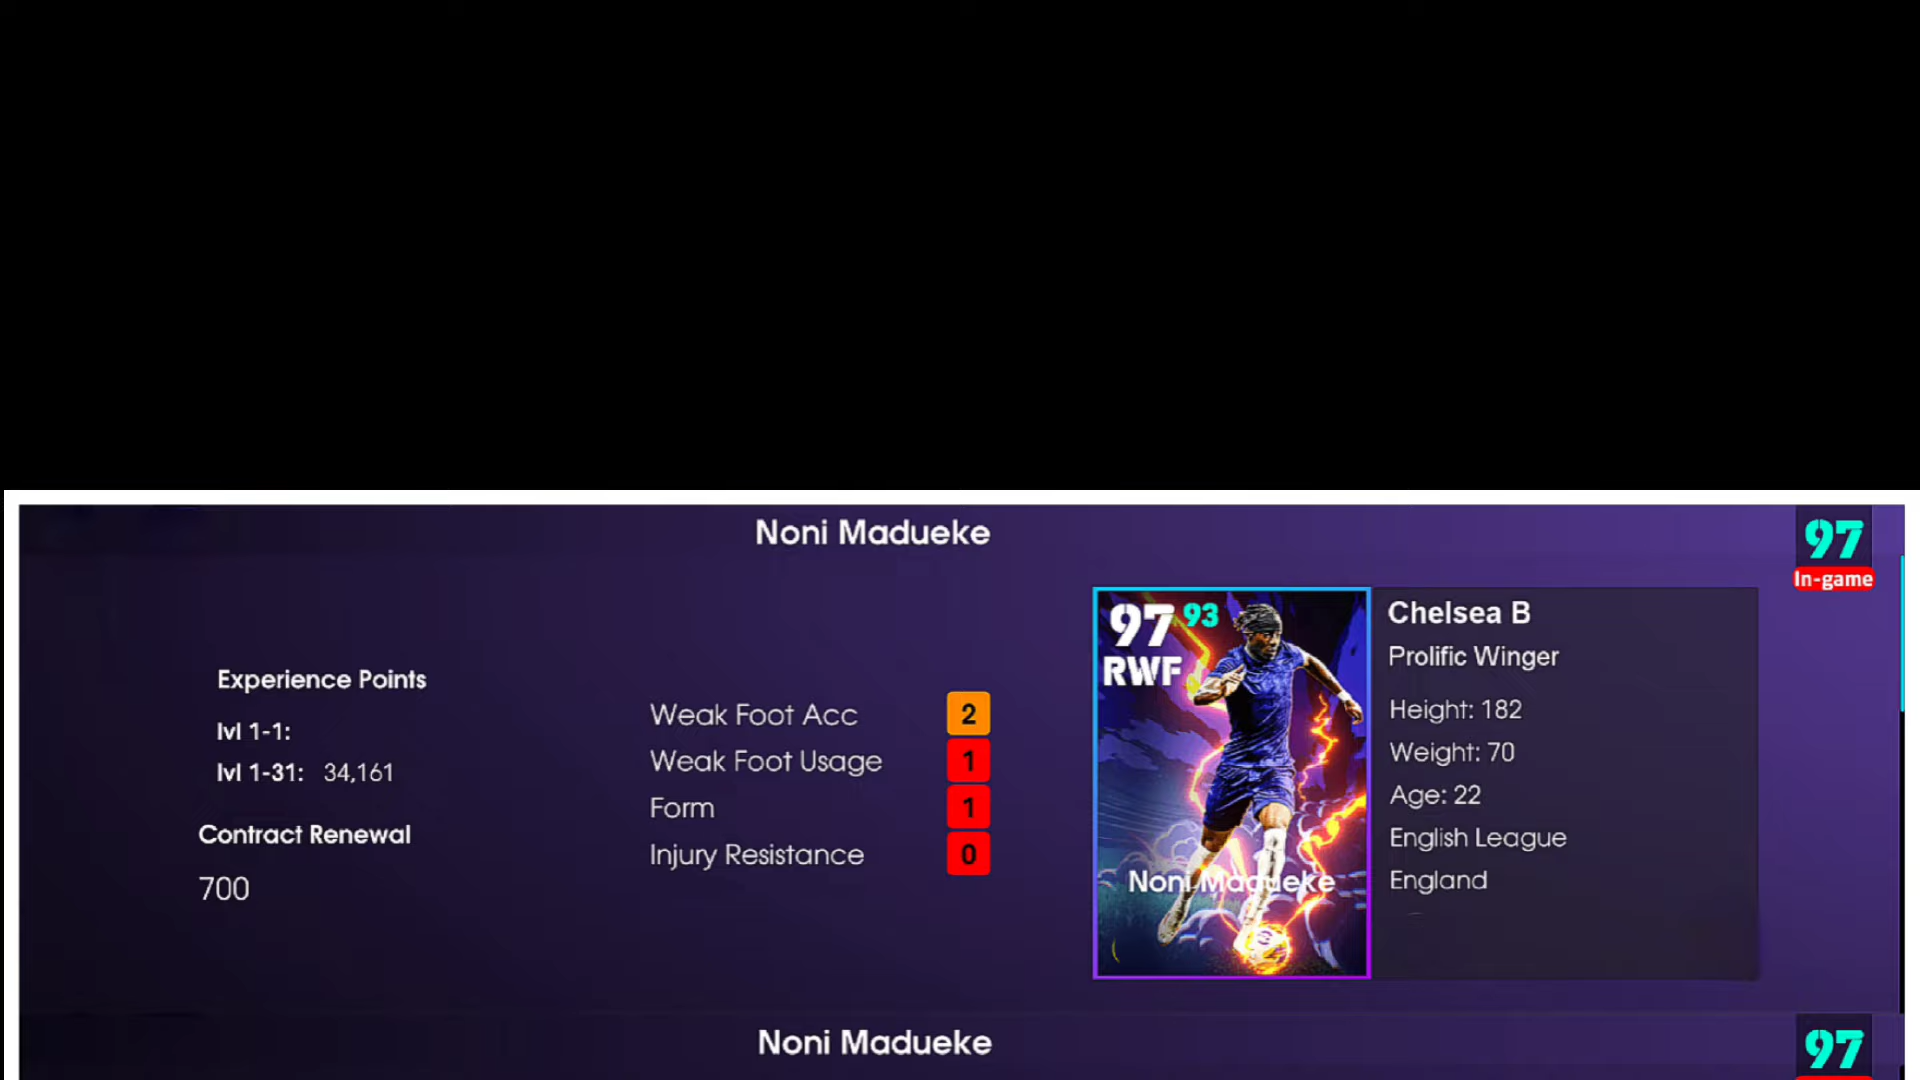 Noni Madueke
97
In-game
Experience Points
lvl 1-1:
lvl 1-31: 34,161
Contract Renewal
700
Weak Foot Acc 2
Weak Foot Usage 1
Form 1
Injury Resistance 0
97 93
RWF
Noni Madueke
Chelsea B
Prolific Winger
Height: 182
Weight: 70
Age: 22
English League
England
Noni Madueke
97